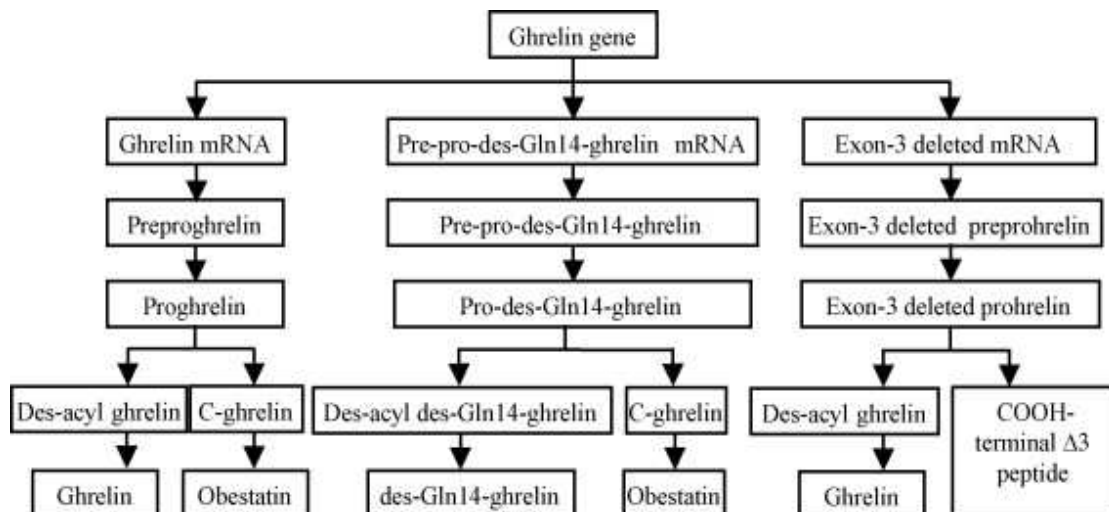 Ghrelin gene
Ghrelin mRNA
Pre-pro-des-Gln14-ghrelin mRNA
Exon-3 deleted mRNA
Preproghrelin
Pre-pro-des-Gln14-ghrelin
Exon-3 deleted preprohrelin
Proghrelin
Pro-des-Gln14-ghrelin
Exon-3 deleted prohrelin
Des-acyl ghrelin
C-ghrelin
Des-acyl des-Gln14-ghrelin
C-ghrelin
Des-acyl ghrelin
COOH-
terminal Δ3
peptide
Ghrelin
Obestatin
des-Gln14-ghrelin
Obestatin
Ghrelin